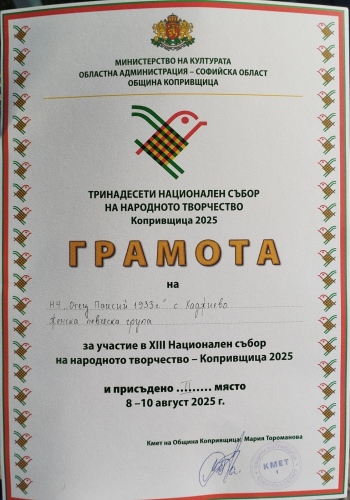 МИНИСТЕРСТВО НА КУЛТУРАТА
ОБЛАСТНА АДМИНИСТРАЦИЯ – СОФИЙСКА ОБЛАСТ
ОБЩИНА КОПРИВЩИЦА
ТРИНАДЕСЕТИ НАЦИОНАЛЕН СЪБОР
НА НАРОДНОТО ТВОРЧЕСТВО
Копривщица 2025
ГРАМОТА
на
НЧ „Отец Паисий 1933г." с. Хаджиево
Женска певческа група
за участие в XIII Национален събор
на народното творчество – Копривщица 2025
и присъдено ......... място
8 –10 август 2025 г.
Кмет на Община Копривщица: Мария Тороманова
КМЕТ